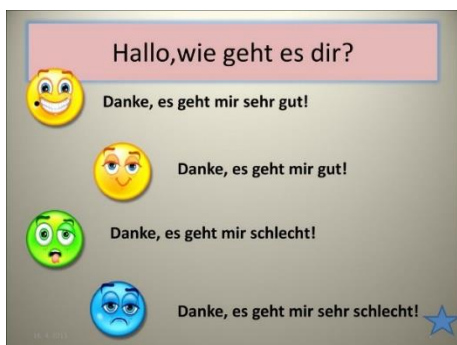 Hallo,wie geht es dir?
Danke, es geht mir sehr gut!
Danke, es geht mir gut!
Danke, es geht mir schlecht!
Danke, es geht mir sehr schlecht!